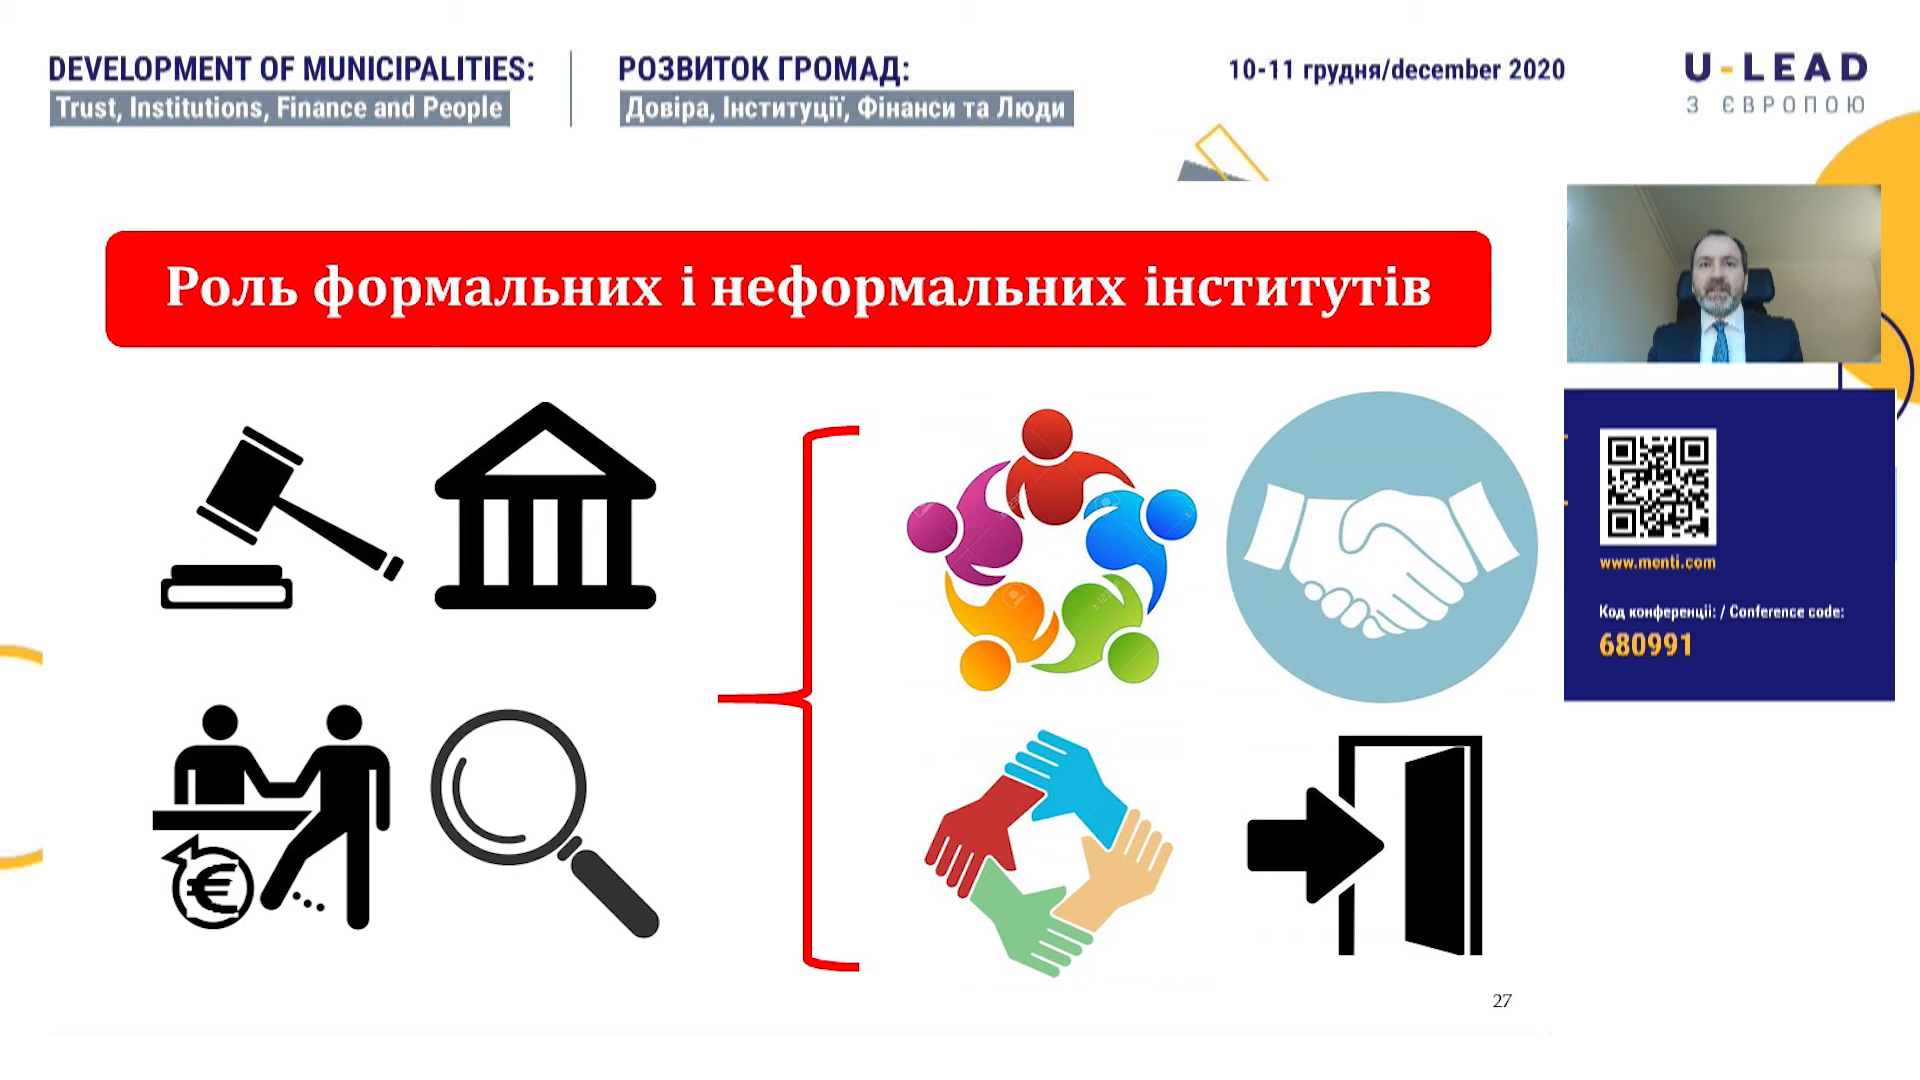 DEVELOPMENT OF MUNICIPALITIES:
Trust, Institutions, Finance and People
РОЗВИТОК ГРОМАД:
Довіра, Інституції, Фінанси та Люди
10-11 грудня/december 2020
U-LEAD
З ЄВРОПОЮ
Роль формальних і неформальних інститутів
www.menti.com
Код конференції: / Conference code:
680991
€
27